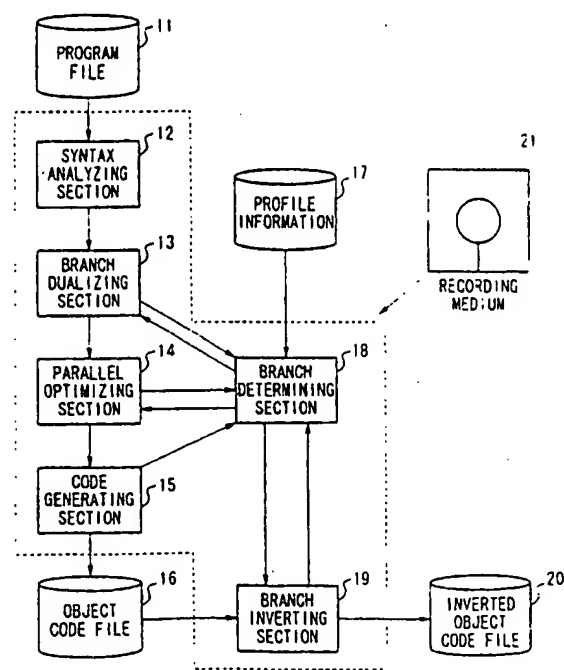 11
PROGRAM
FILE
12
SYNTAX
ANALYZING
SECTION
17
PROFILE
INFORMATION
21
RECORDING
MEDIUM
13
BRANCH
DUALIZING
SECTION
14
PARALLEL
OPTIMIZING
SECTION
18
BRANCH
DETERMINING
SECTION
15
CODE
GENERATING
SECTION
16
OBJECT
CODE FILE
19
BRANCH
INVERTING
SECTION
20
INVERTED
OBJECT
CODE FILE